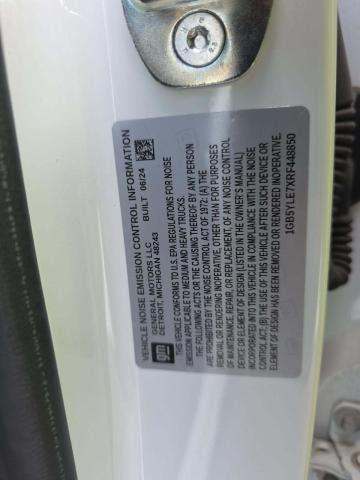 VEHICLE NOISE EMISSION CONTROL INFORMATION
GENERAL MOTORS LLC BUILT 06/24
DETROIT, MICHIGAN 48243
GM
THIS VEHICLE CONFORMS TO U.S. EPA REGULATIONS FOR NOISE
EMISSION APPLICABLE TO MEDIUM AND HEAVY TRUCKS.
THE FOLLOWING ACTS OR THE CAUSING THEREOF BY ANY PERSON
ARE PROHIBITED BY THE NOISE CONTROL ACT OF 1972: (A) THE
REMOVAL OR RENDERING INOPERATIVE, OTHER THAN FOR PURPOSES
OF MAINTENANCE, REPAIR, OR REPLACEMENT, OF ANY NOISE CONTROL
DEVICE OR ELEMENT OF DESIGN (LISTED IN THE OWNER'S MANUAL)
INCORPORATED INTO THIS VEHICLE IN COMPLIANCE WITH THE NOISE
CONTROL ACT; (B) THE USE OF THIS VEHICLE AFTER SUCH DEVICE OR
ELEMENT OF DESIGN HAS BEEN REMOVED OR RENDERED INOPERATIVE.
1GB5YLE7XRF448850